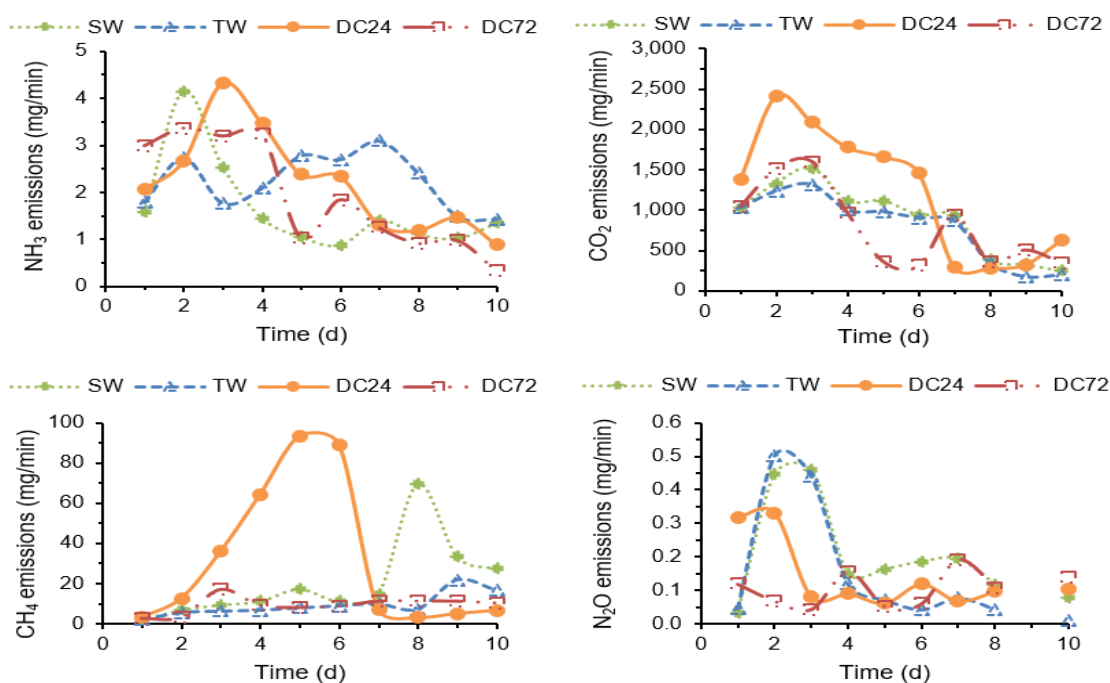 SW TW DC24 DC72
5
4
3
2
1
0
NH₃ emissions (mg/min)
0 2 4 6 8 10
Time (d)
SW TW DC24 DC72
3,000
2,500
2,000
1,500
1,000
500
0
CO₂ emissions (mg/min)
0 2 4 6 8 10
Time (d)
SW TW DC24 DC72
100
80
60
40
20
0
CH₄ emissions (mg/min)
0 2 4 6 8 10
Time (d)
SW TW DC24 DC72
0.6
0.5
0.4
0.3
0.2
0.1
0.0
N₂O emissions (mg/min)
0 2 4 6 8 10
Time (d)